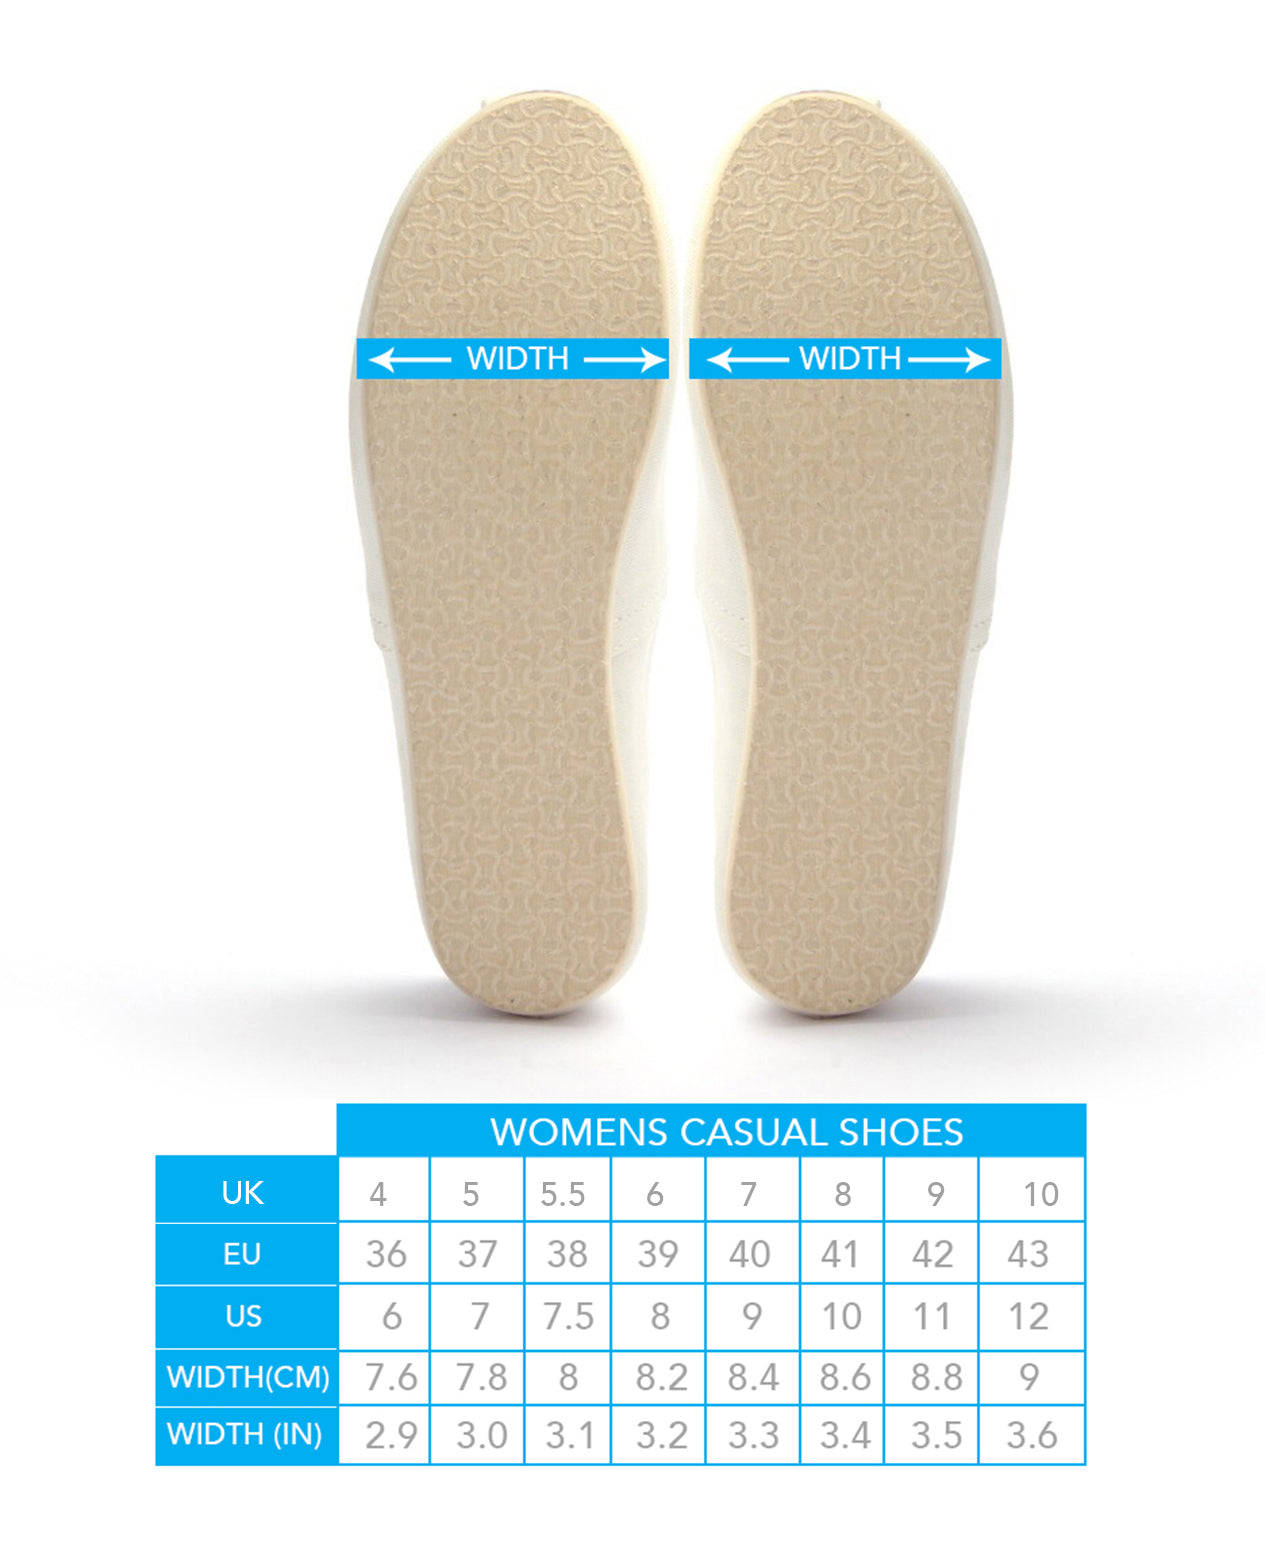 WIDTH WIDTH
WOMENS CASUAL SHOES
UK 4 5 5.5 6 7 8 9 10
EU 36 37 38 39 40 41 42 43
US 6 7 7.5 8 9 10 11 12
WIDTH(CM) 7.6 7.8 8 8.2 8.4 8.6 8.8 9
WIDTH (IN) 2.9 3.0 3.1 3.2 3.3 3.4 3.5 3.6